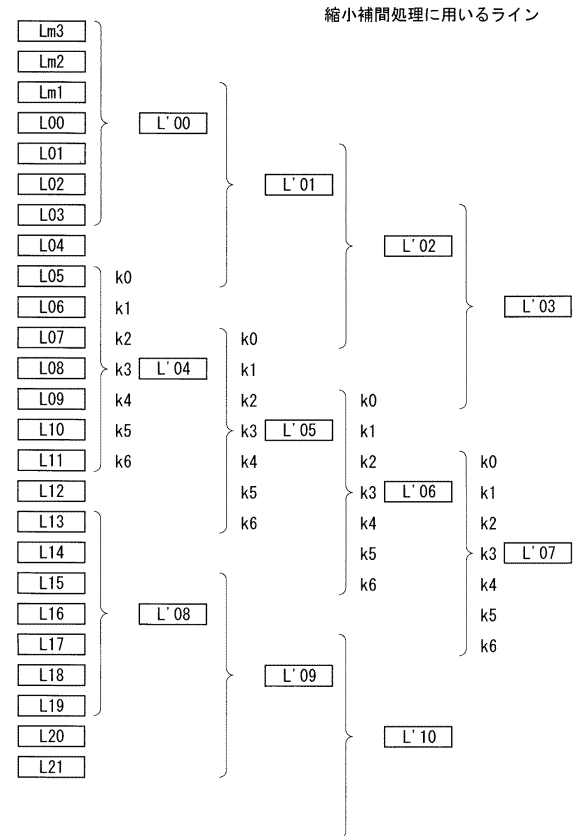 縮小補間処理に用いるライン
Lm3
Lm2
Lm1
L00 L'00
L01
L02 L'01
L03
L04 L'02
L05 k0
L06 k1 L'03
L07 k2 k0
L08 k3 L'04 k1
L09 k4 k2 k0
L10 k5 k3 L'05 k1
L11 k6 k4 k2 k0
L12 k5 k3 L'06 k1
L13 k6 k4 k2
L14 k5 k3 L'07
L15 k6 k4
L16 L'08 k5
L17 k6
L18 L'09
L19
L20 L'10
L21